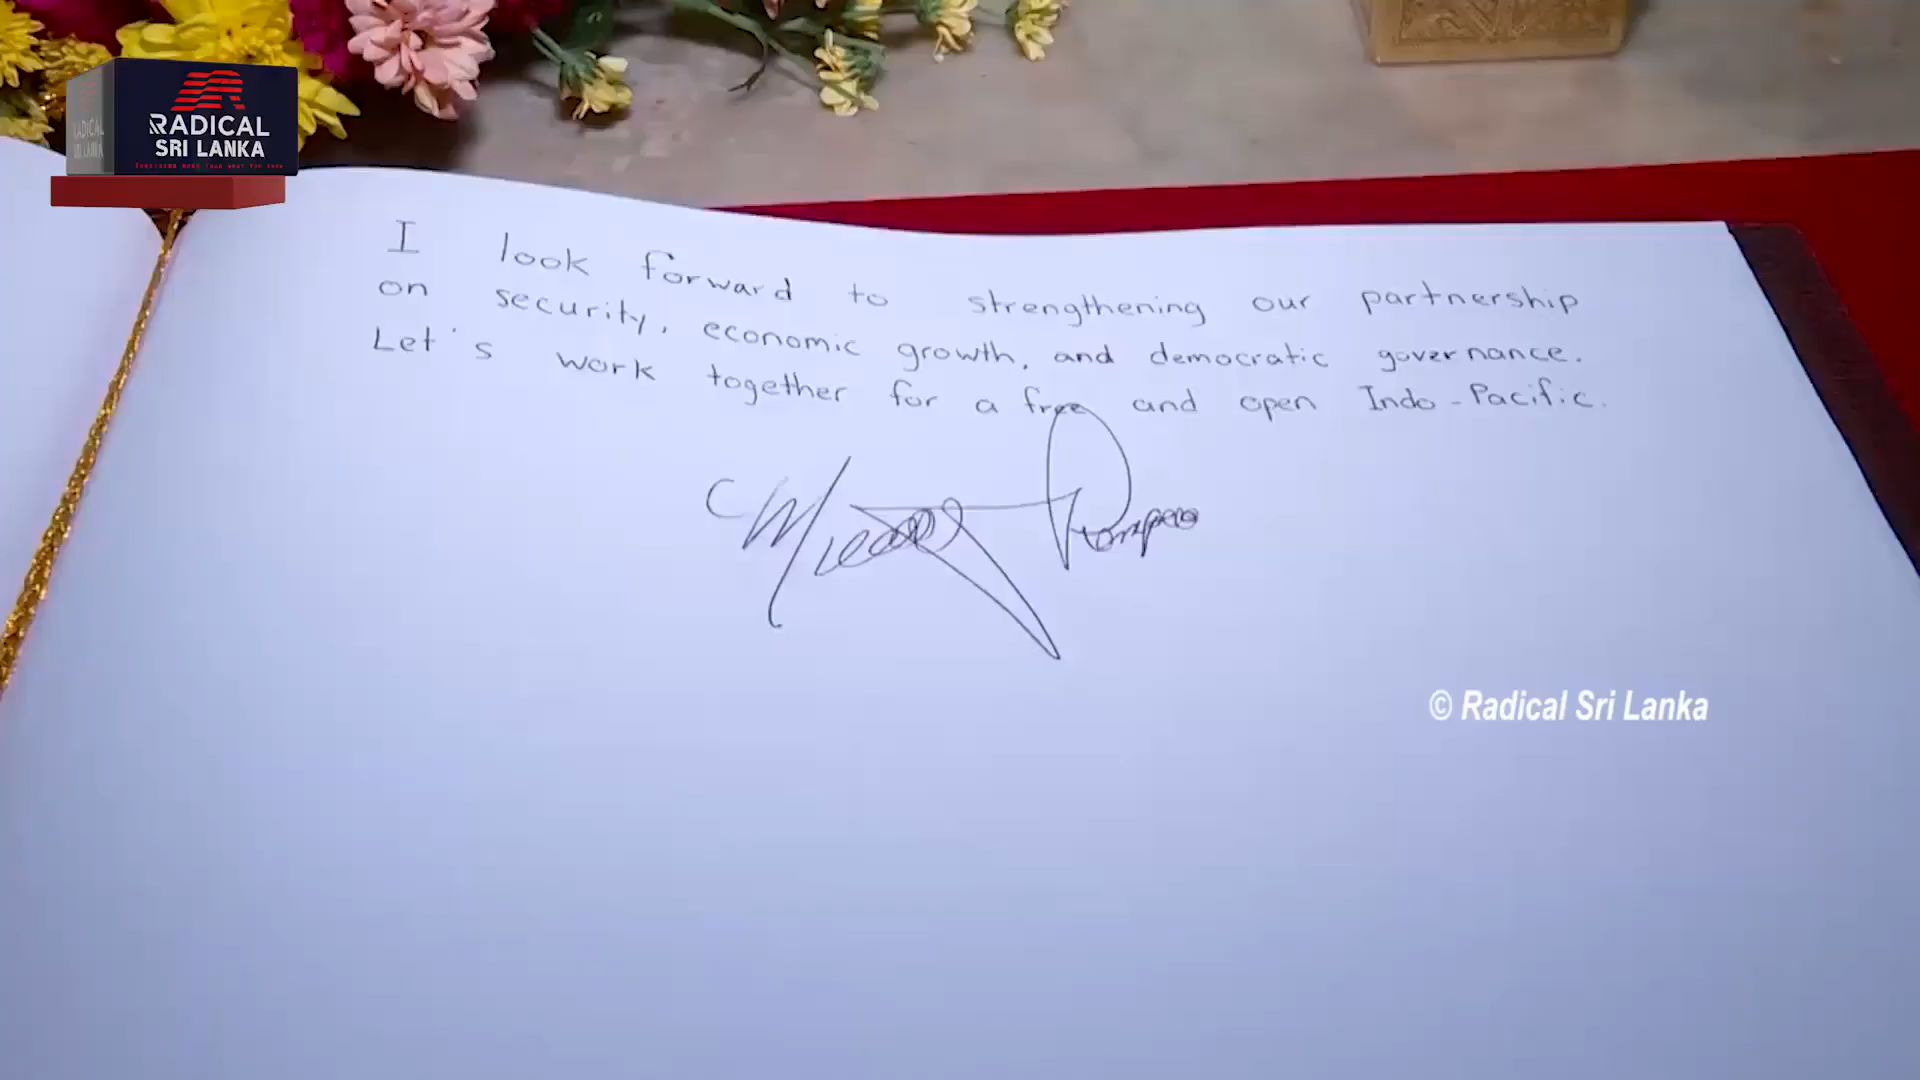 RADICAL
SRI LANKA
I look forward to strengthening our partnership
on security, economic growth, and democratic governance.
Let's work together for a free and open Indo-Pacific.
© Radical Sri Lanka